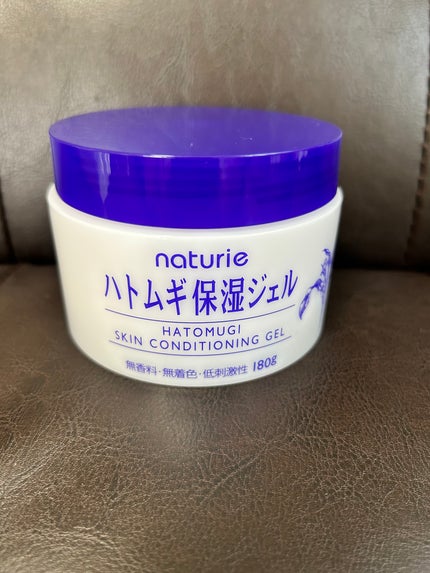 naturie
ハトムギ保湿ジェル
HATOMUGI
SKIN CONDITIONING GEL
無香料・無着色・低刺激性 180g